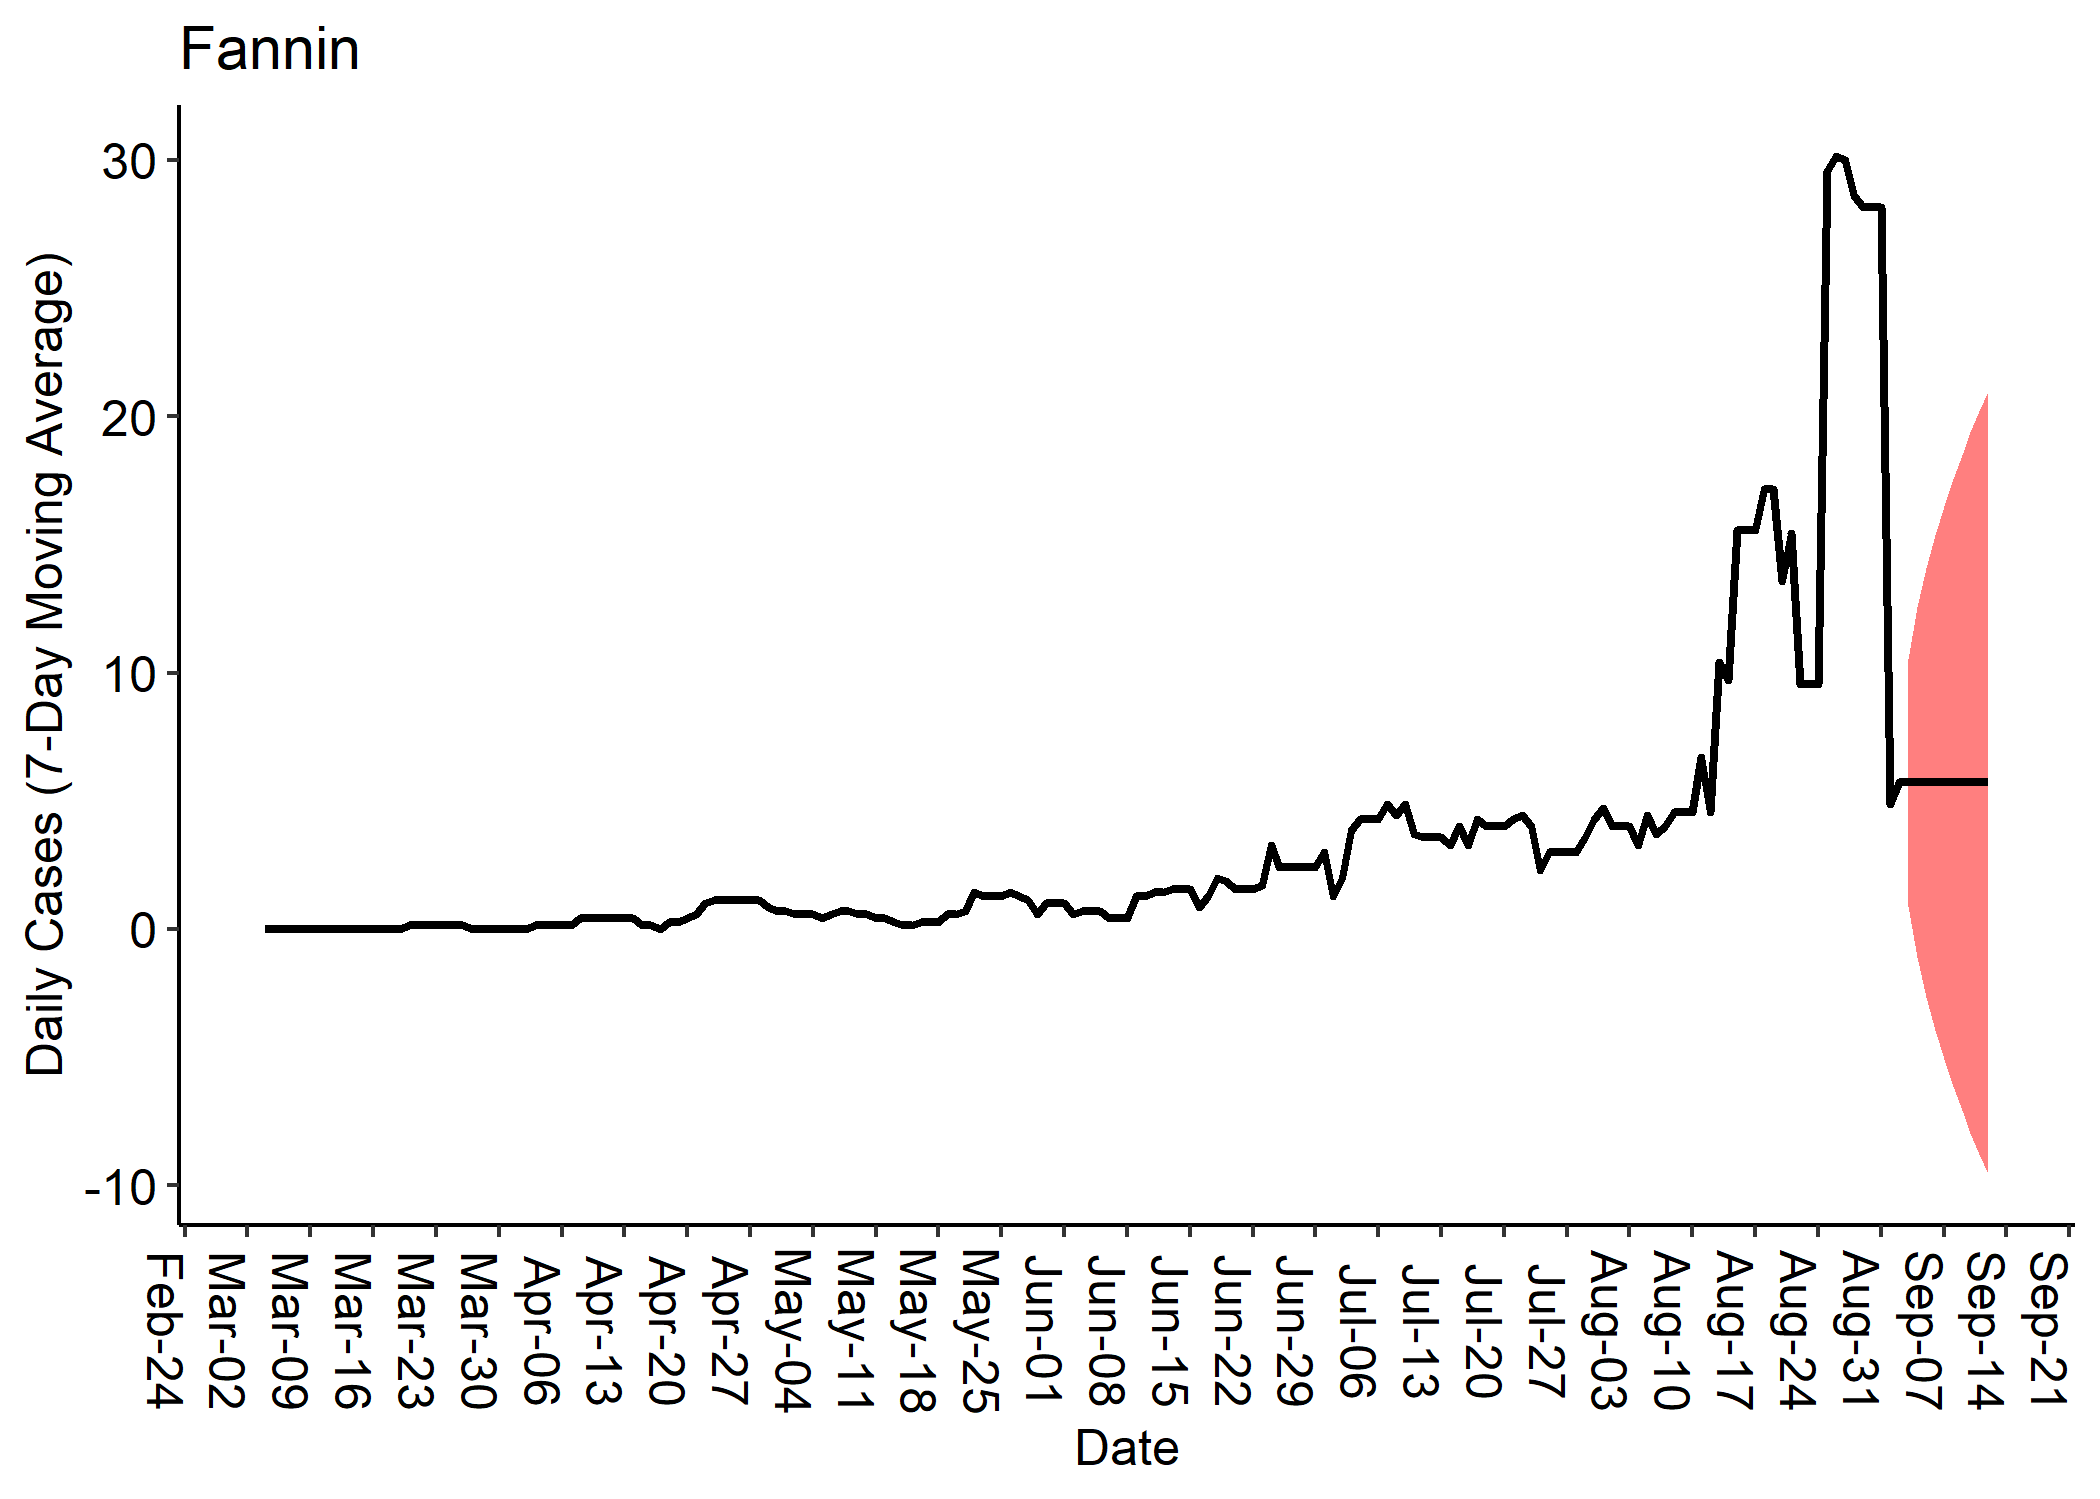 Fannin
Daily Cases (7-Day Moving Average)
30
20
10
0
-10
Feb-24
Mar-02
Mar-09
Mar-16
Mar-23
Mar-30
Apr-06
Apr-13
Apr-20
Apr-27
May-04
May-11
May-18
May-25
Jun-01
Jun-08
Jun-15
Jun-22
Jun-29
Jul-06
Jul-13
Jul-20
Jul-27
Aug-03
Aug-10
Aug-17
Aug-24
Aug-31
Sep-07
Sep-14
Sep-21
Date